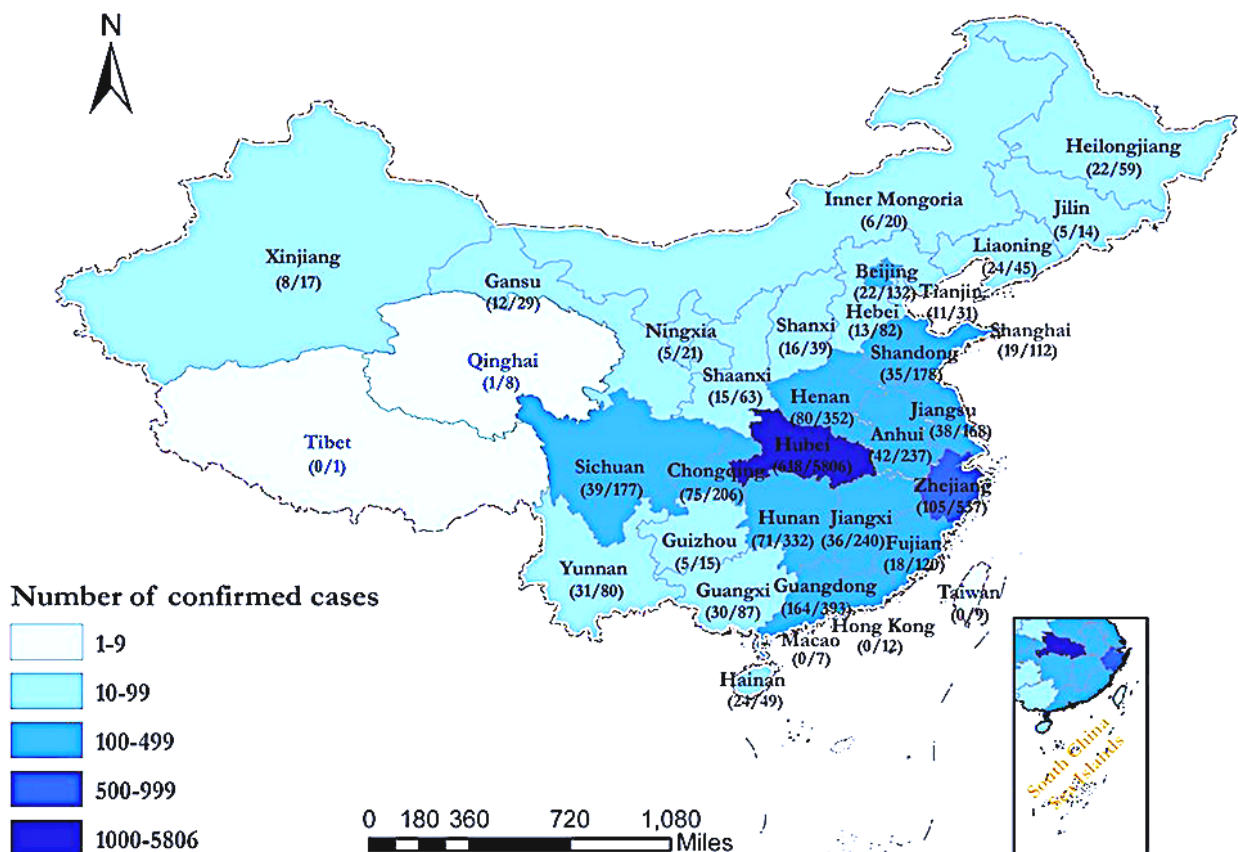 N
Heilongjiang
(22/59)
Inner Mongoria
(6/20)
Jilin
(5/14)
Liaoning
(24/45)
Xinjiang
(8/17)
Gansu
(12/29)
Beijing
(22/132)
Tianjin
(11/31)
Hebei
(13/82)
Ningxia
(5/21)
Shanxi
(16/39)
Shanghai
(19/112)
Shandong
(35/178)
Qinghai
(1/8)
Shaanxi
(15/63)
Henan
(80/352)
Jiangsu
(38/168)
Anhui
(42/237)
Tibet
(0/1)
Hubei
(638/5806)
Sichuan
(39/177)
Chongqing
(75/206)
Zhejiang
(105/537)
Hunan
(71/332)
Jiangxi
(36/240)
Fujian
(18/120)
Guizhou
(5/15)
Yunnan
(31/80)
Guangxi
(30/87)
Guangdong
(164/393)
Taiwan
(0/9)
Hong Kong
(0/12)
Macao
(0/7)
Hainan
(24/49)
Number of confirmed cases
1-9
10-99
100-499
500-999
1000-5806
0 180 360 720 1,080
Miles
South China
Sea Islands